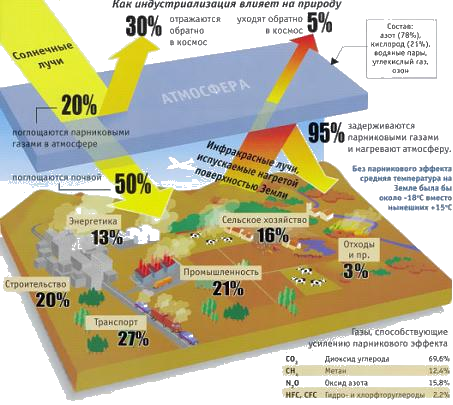 Как индустриализация влияет на природу
30%
отражаются
обратно
в космос
уходят обратно
в космос
5%
Солнечные
лучи
Состав:
азот (78%),
кислород (21%),
водяные пары,
углекислый газ,
озон
АТМОСФЕРА
20%
поглощаются парниковыми
газами в атмосфере
95%
задерживаются
парниковыми газами
и нагревают атмосферу.
Инфракрасные лучи,
испускаемые нагретой
поверхностью Земли
поглощаются почвой
50%
Без парникового эффекта
средняя температура на
Земле была бы
около -18°C вместо
нынешних +15°C
Энергетика
13%
Сельское хозяйство
16%
Отходы
и пр.
3%
Строительство
20%
Промышленность
21%
Транспорт
27%
Газы, способствующие
усилению парникового эффекта
CO₂ Диоксид углерода 69,6%
CH₄ Метан 12,4%
N₂O Оксид азота 15,8%
HFC, CFC Гидро- и хлорфтороуглероды 2,2%